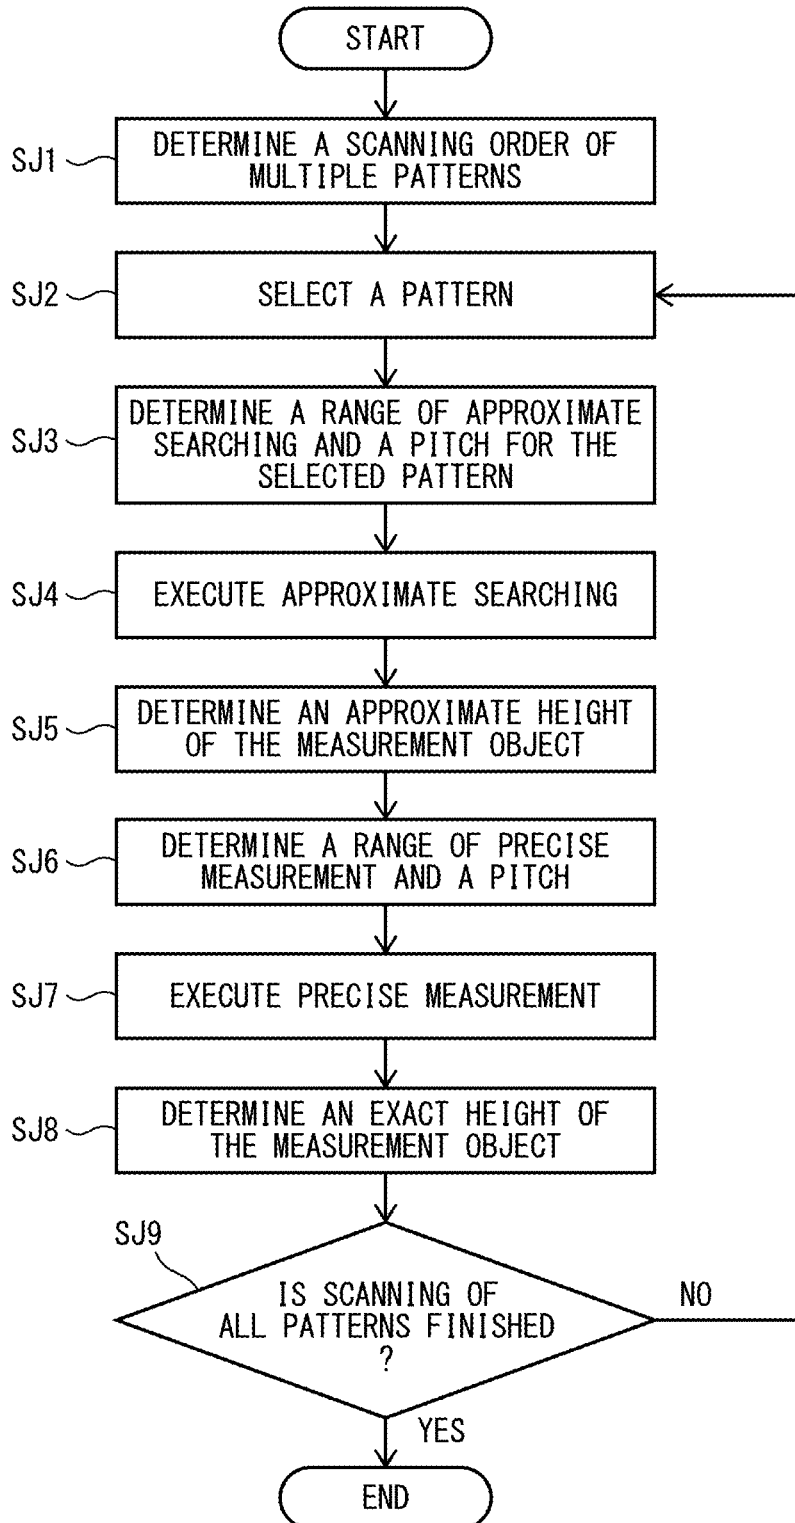 START
SJ1
DETERMINE A SCANNING ORDER OF
MULTIPLE PATTERNS
SJ2
SELECT A PATTERN
SJ3
DETERMINE A RANGE OF APPROXIMATE
SEARCHING AND A PITCH FOR THE
SELECTED PATTERN
SJ4
EXECUTE APPROXIMATE SEARCHING
SJ5
DETERMINE AN APPROXIMATE HEIGHT
OF THE MEASUREMENT OBJECT
SJ6
DETERMINE A RANGE OF PRECISE
MEASUREMENT AND A PITCH
SJ7
EXECUTE PRECISE MEASUREMENT
SJ8
DETERMINE AN EXACT HEIGHT OF
THE MEASUREMENT OBJECT
SJ9
IS SCANNING OF
ALL PATTERNS FINISHED
?
NO
YES
END